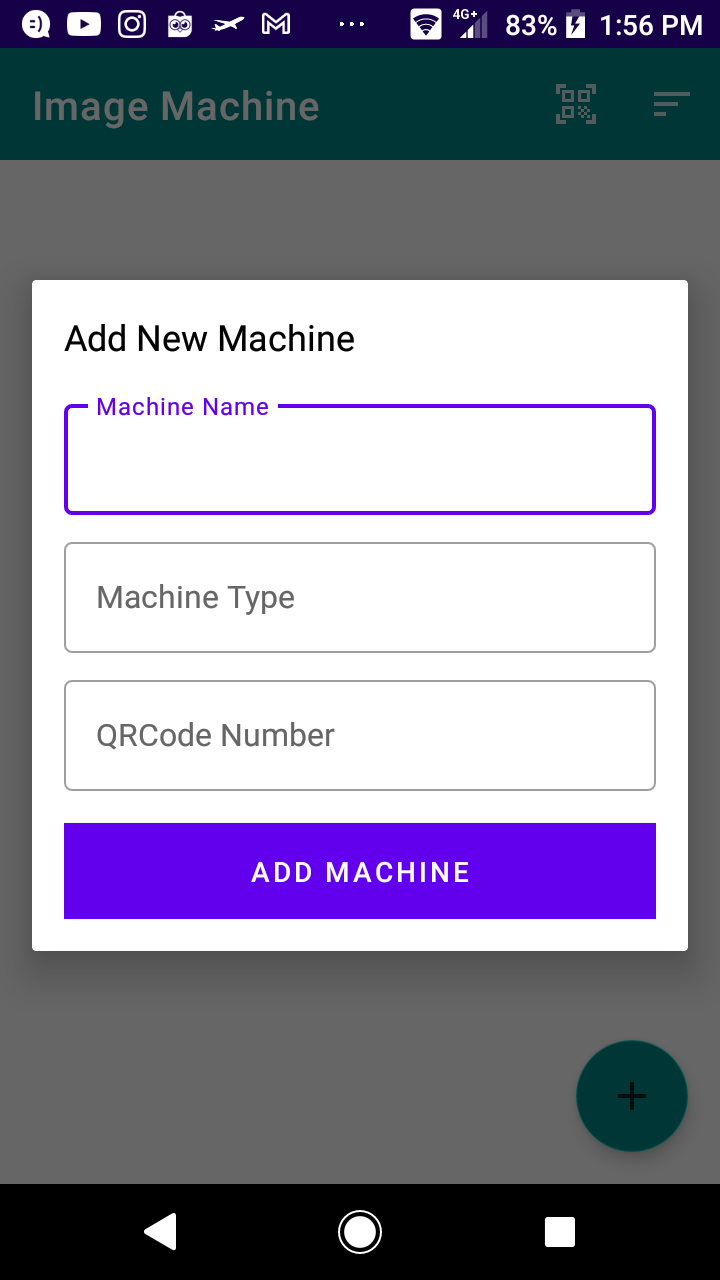 4G+ 83% 1:56 PM
Image Machine
Add New Machine
Machine Name
Machine Type
QRCode Number
ADD MACHINE